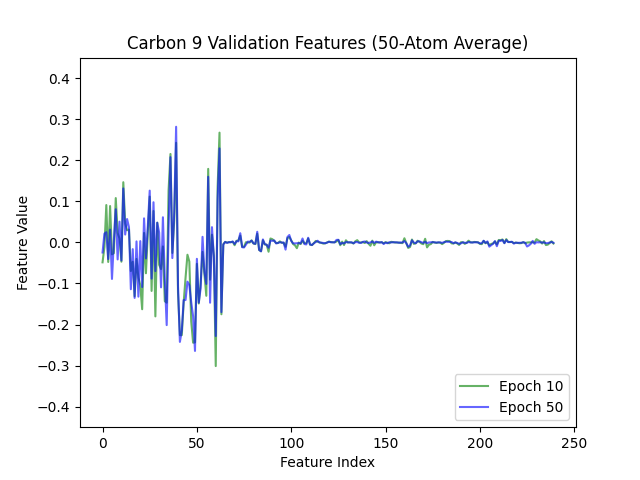 Carbon 9 Validation Features (50-Atom Average)
0.4
0.3
0.2
0.1
0.0
−0.1
−0.2
−0.3
−0.4
Feature Value
Epoch 10
Epoch 50
0 50 100 150 200 250
Feature Index